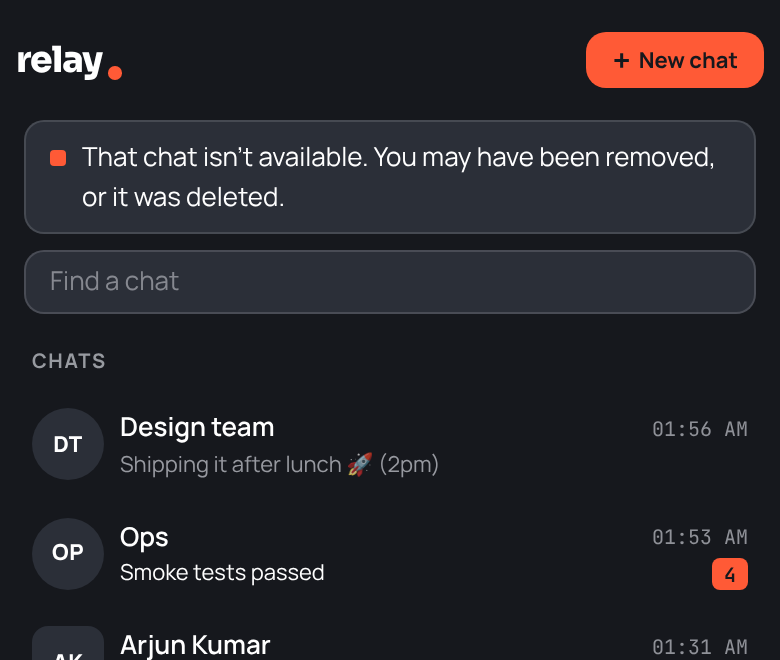 relay
+ New chat
That chat isn't available. You may have been removed,
or it was deleted.
Find a chat
CHATS
DT
Design team
01:56 AM
Shipping it after lunch 🚀 (2pm)
OP
Ops
01:53 AM
Smoke tests passed
4
AK
Arjun Kumar
01:31 AM